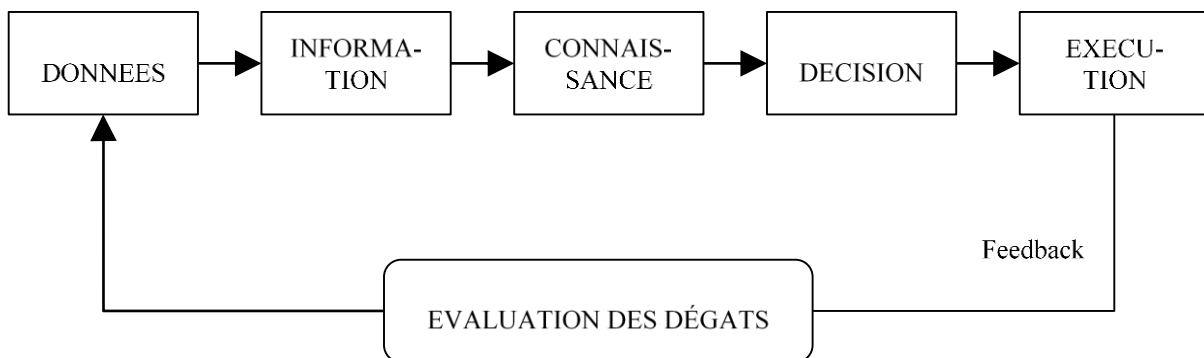 DONNEES
INFORMA-
TION
CONNAIS-
SANCE
DECISION
EXECU-
TION
Feedback
EVALUATION DES DÉGATS